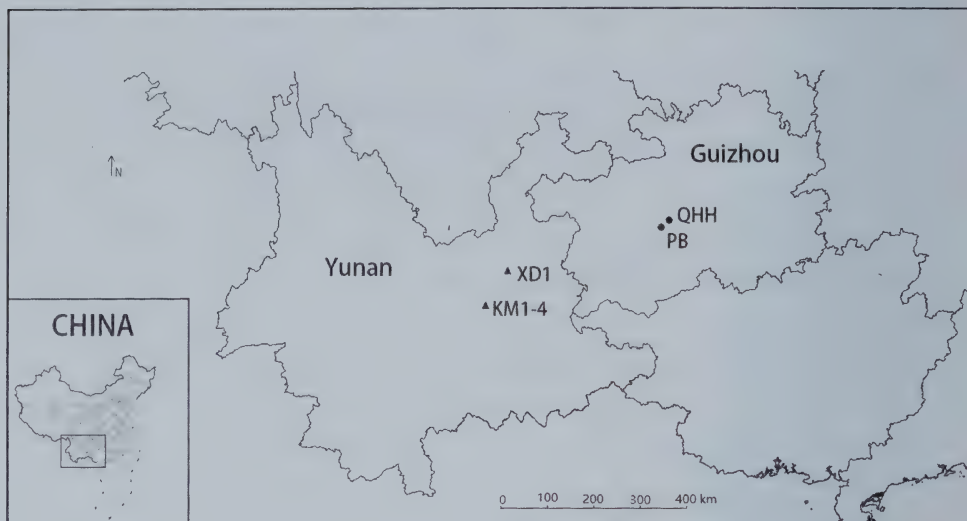 Guizhou
N
QHH
PB
Yunan
XD1
KM1-4
CHINA
0 100 200 300 400 km